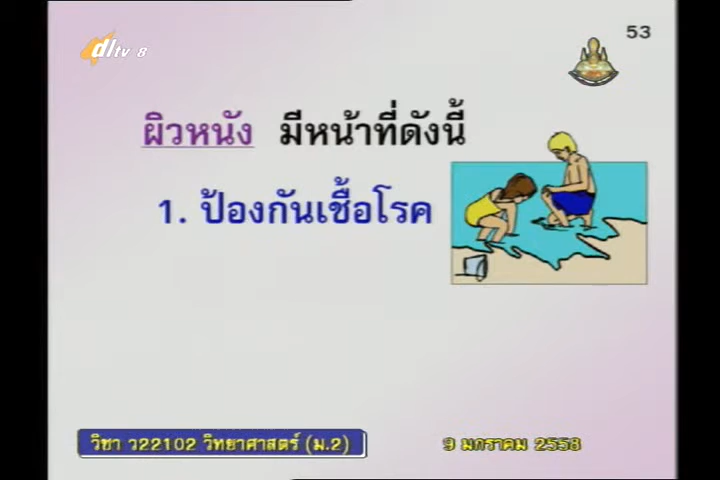 dltv 8
53
ผิวหนัง มีหน้าที่ดังนี้
1. ป้องกันเชื้อโรค
วิชา ว22102 วิทยาศาสตร์ (ม.2)
9 มกราคม 2558